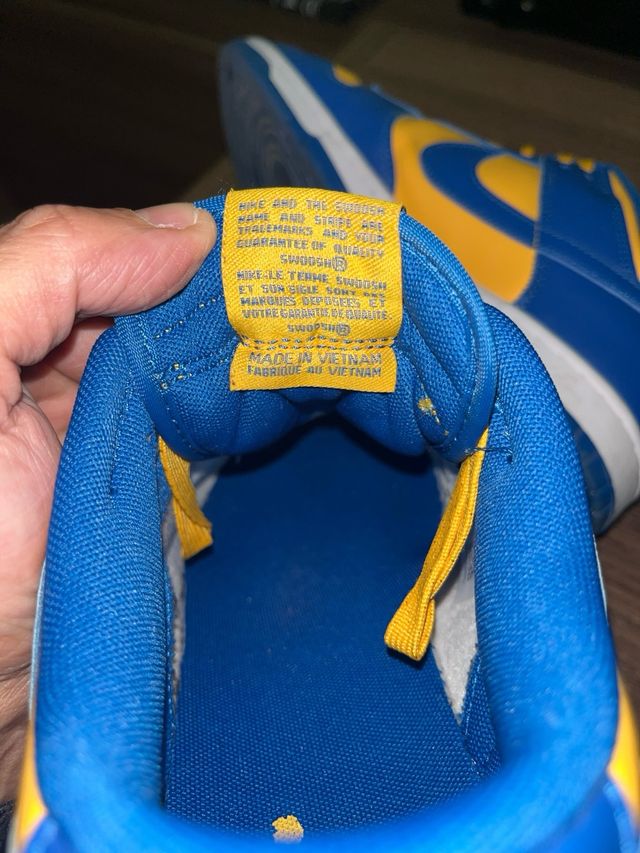 NIKE AND THE SWOOSH
NAME AND STRIPE ARE
TRALEMARKS AND YOUR
GUARANTEE OF QUALITY
SWOOSH®
NIKE-LE TERME SWOOSH
ET SON SIGLE SONT DES
MARQUES DEPOSEES ET
VOTRE GARANTIE DE QUALITE
SWOOSH®
MADE IN VIETNAM
FABRIQUE AU VIETNAM